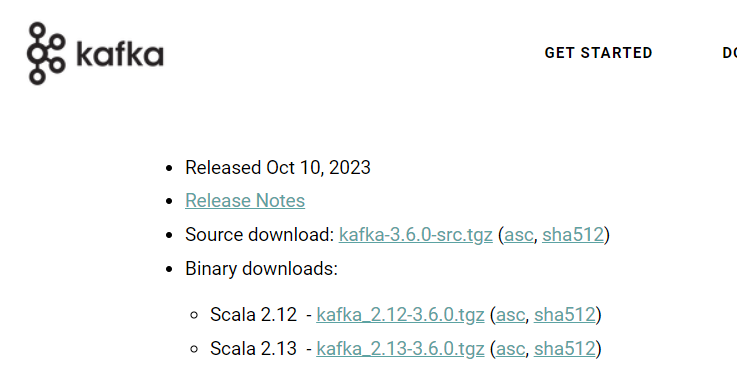 kafka
GET STARTED
Released Oct 10, 2023
Release Notes
Source download: kafka-3.6.0-src.tgz (asc, sha512)
Binary downloads:
Scala 2.12 - kafka_2.12-3.6.0.tgz (asc, sha512)
Scala 2.13 - kafka_2.13-3.6.0.tgz (asc, sha512)